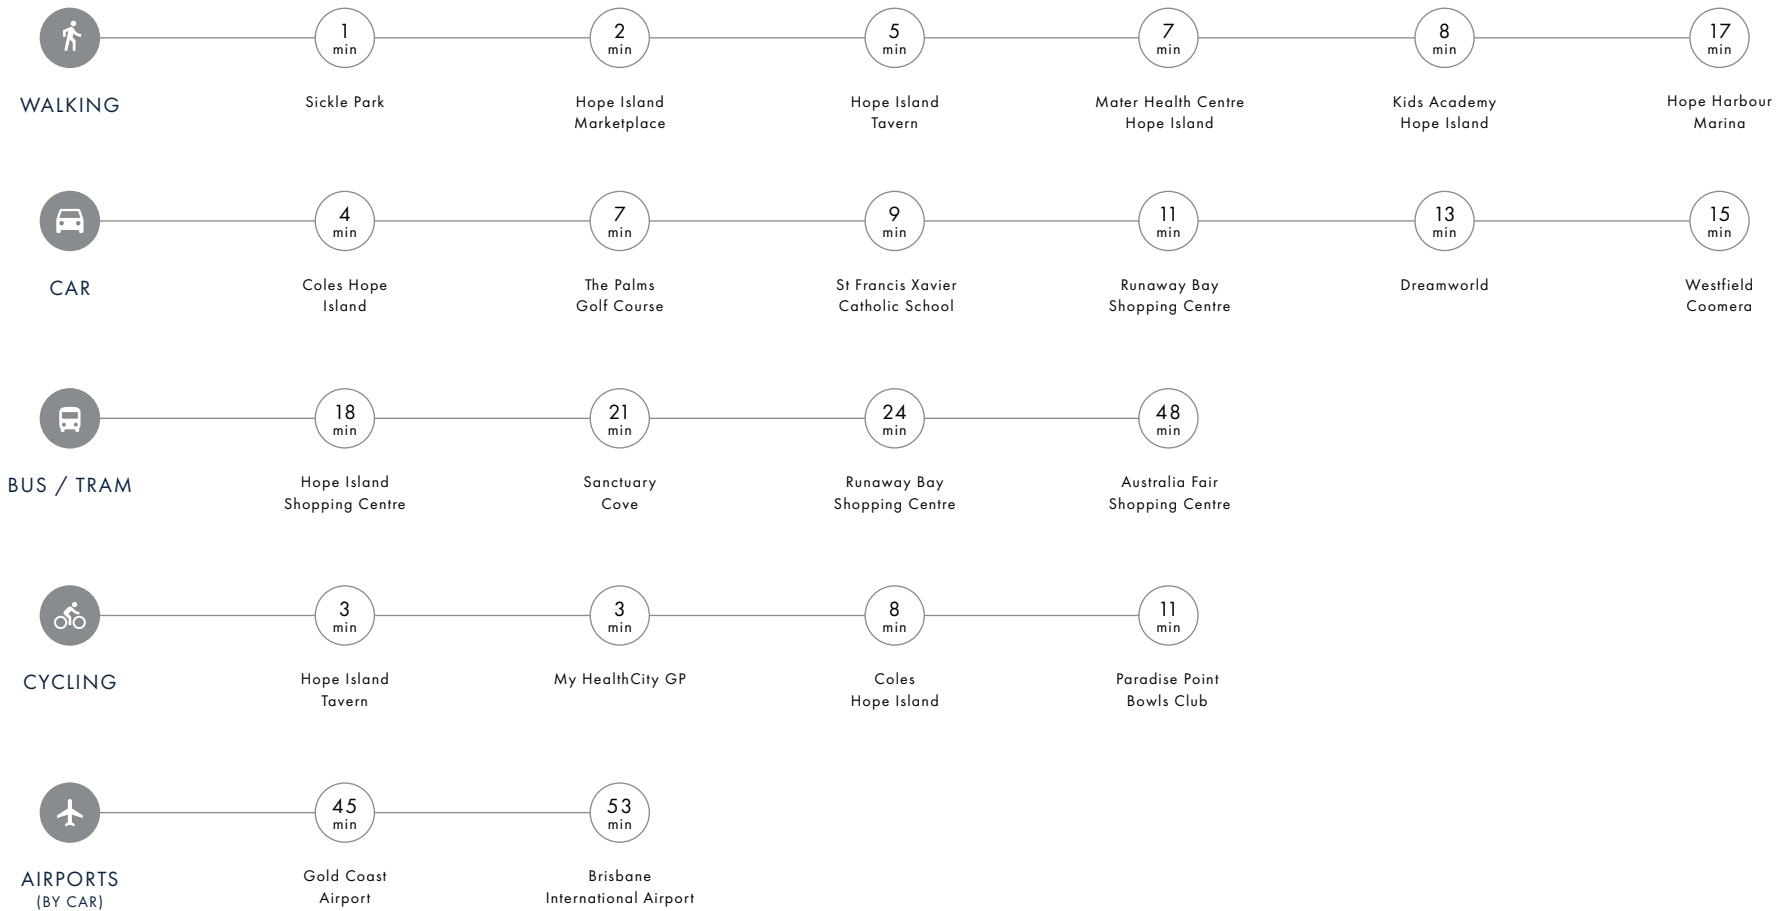 1 min
2 min
5 min
7 min
8 min
17 min
WALKING
Sickle Park
Hope Island
Marketplace
Hope Island
Tavern
Mater Health Centre
Hope Island
Kids Academy
Hope Island
Hope Harbour
Marina
4 min
7 min
9 min
11 min
13 min
15 min
CAR
Coles Hope
Island
The Palms
Golf Course
St Francis Xavier
Catholic School
Runaway Bay
Shopping Centre
Dreamworld
Westfield
Coomera
18 min
21 min
24 min
48 min
BUS / TRAM
Hope Island
Shopping Centre
Sanctuary
Cove
Runaway Bay
Shopping Centre
Australia Fair
Shopping Centre
3 min
3 min
8 min
11 min
CYCLING
Hope Island
Tavern
My HealthCity GP
Coles
Hope Island
Paradise Point
Bowls Club
45 min
53 min
AIRPORTS
(BY CAR)
Gold Coast
Airport
Brisbane
International Airport